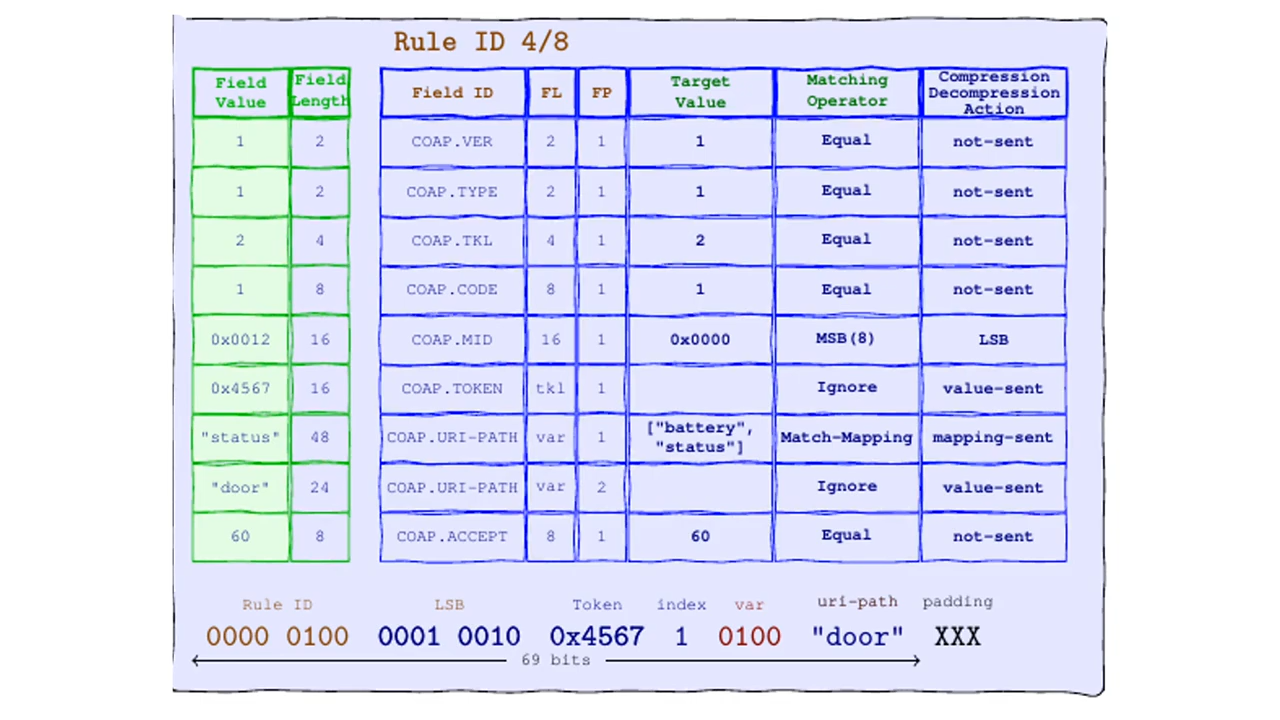 Rule ID 4/8
Field Value Field Length Field ID FL FP Target Value Matching Operator Compression Decompression Action
1 2 COAP.VER 2 1 1 Equal not-sent
1 2 COAP.TYPE 2 1 1 Equal not-sent
2 4 COAP.TKL 4 1 2 Equal not-sent
1 8 COAP.CODE 8 1 1 Equal not-sent
0x0012 16 COAP.MID 16 1 0x0000 MSB(8) LSB
0x4567 16 COAP.TOKEN tkl 1 Ignore value-sent
"status" 48 COAP.URI-PATH var 1 ["battery", "status"] Match-Mapping mapping-sent
"door" 24 COAP.URI-PATH var 2 Ignore value-sent
60 8 COAP.ACCEPT 8 1 60 Equal not-sent
Rule ID LSB Token index var uri-path padding
0000 0100 0001 0010 0x4567 1 0100 "door" XXX
69 bits